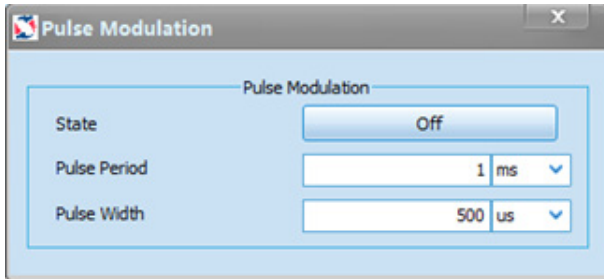 Pulse Modulation
Pulse Modulation
State Off
Pulse Period 1 ms
Pulse Width 500 us